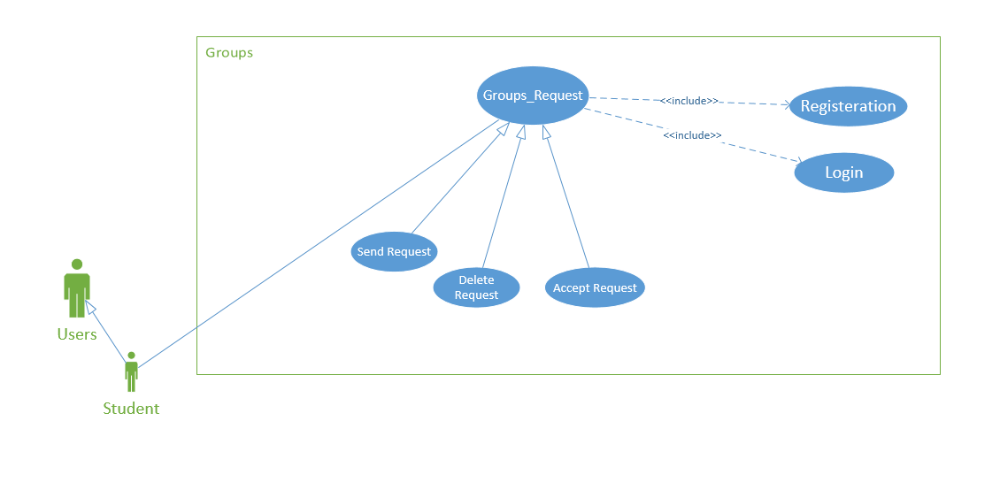 Groups
Groups_Request
<<include>>
Registeration
<<include>>
Login
Send Request
Delete
Request
Accept Request
Users
Student